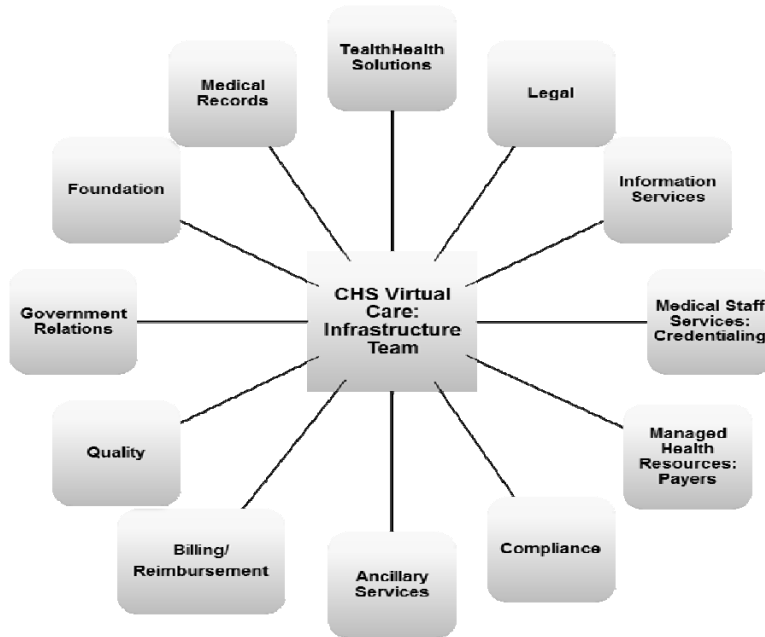 TealthHealth
Solutions
Legal
Information
Services
Medical Staff
Services:
Credentialing
Managed
Health
Resources:
Payers
Compliance
Ancillary
Services
Billing/
Reimbursement
Quality
Government
Relations
Foundation
Medical
Records
CHS Virtual
Care:
Infrastructure
Team